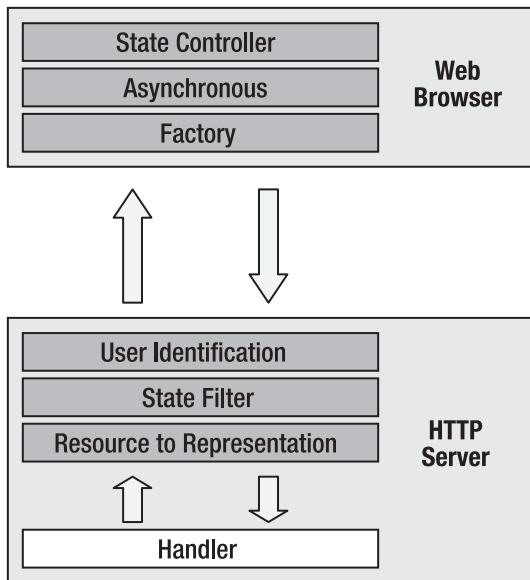 State Controller
Asynchronous
Factory
Web
Browser
User Identification
State Filter
Resource to Representation
HTTP
Server
Handler